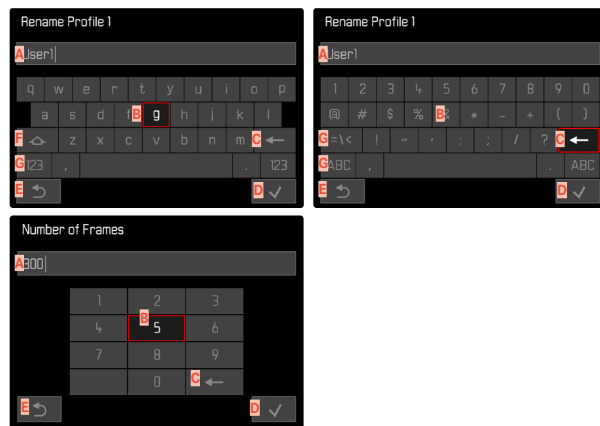 Rename Profile 1
A User1
q w e r t y u i o p
a s d f B g h j k l
F z x c v b n m C ←
G 123 , . 123
E D ✓
Rename Profile 1
A User1
1 2 3 4 5 6 7 8 9 0
@ # $ % B & * - + ( )
G =\< ! " ' : ; / ? C ←
G ABC , . ABC
E D ✓
Number of Frames
A 300
1 2 3
4 B 5 6
7 8 9
0 C ←
E D ✓